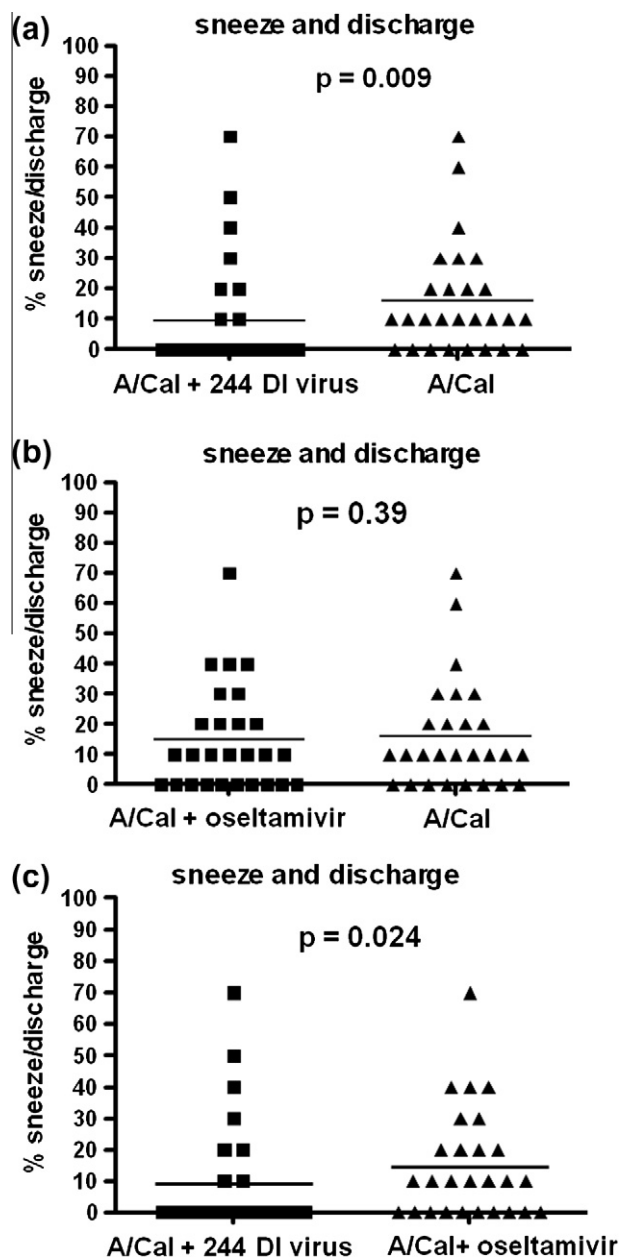 (a)
sneeze and discharge
p = 0.009
% sneeze/discharge
100
90
80
70
60
50
40
30
20
10
0
A/Cal + 244 DI virus
A/Cal
(b)
sneeze and discharge
p = 0.39
% sneeze/discharge
100
90
80
70
60
50
40
30
20
10
0
A/Cal + oseltamivir
A/Cal
(c)
sneeze and discharge
p = 0.024
% sneeze/discharge
100
90
80
70
60
50
40
30
20
10
0
A/Cal + 244 DI virus
A/Cal+ oseltamivir